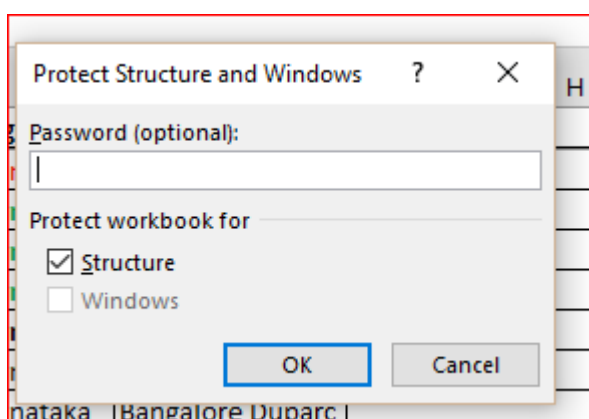 Protect Structure and Windows ? ×
H
Password (optional):
Protect workbook for
Structure
Windows
OK Cancel
nataka Bangalore Duparc